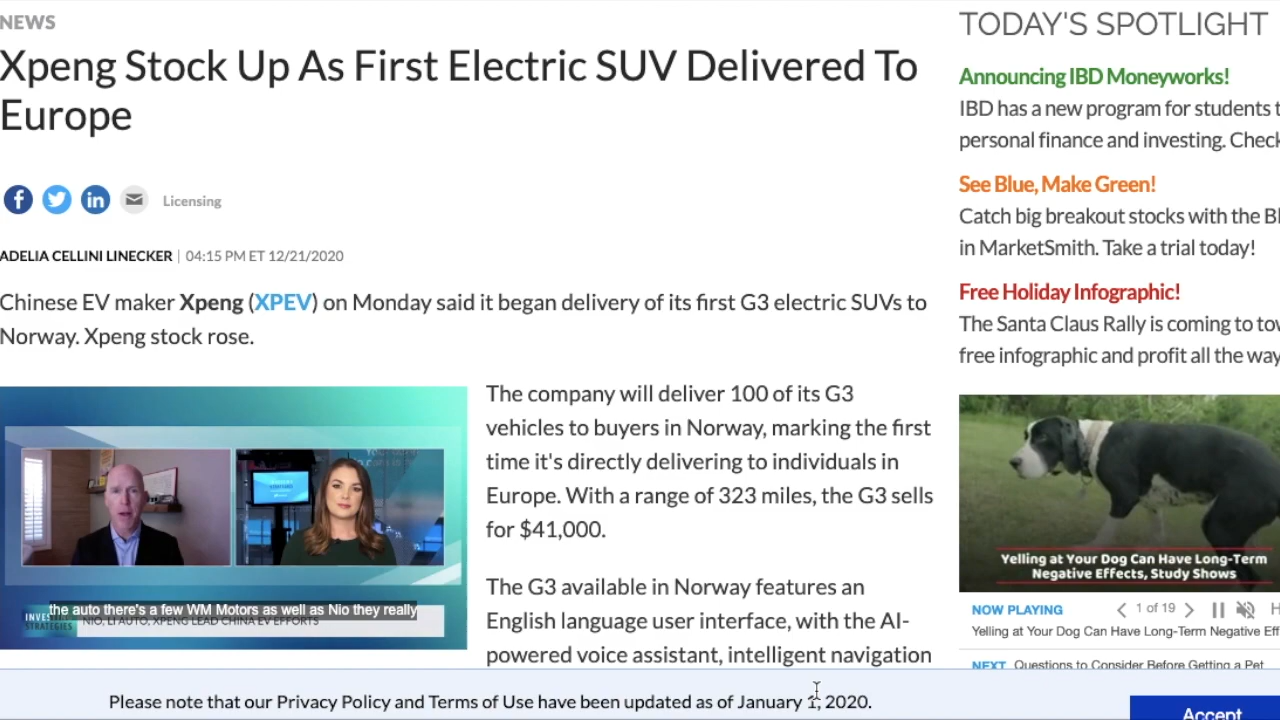 NEWS
Xpeng Stock Up As First Electric SUV Delivered To
Europe
Licensing
ADELIA CELLINI LINECKER | 04:15 PM ET 12/21/2020
Chinese EV maker Xpeng (XPEV) on Monday said it began delivery of its first G3 electric SUVs to
Norway. Xpeng stock rose.
the auto there's a few WM Motors as well as Nio they really
NIO, LI AUTO, XPENG LEAD CHINA EV EFFORTS
STRATEGIES
The company will deliver 100 of its G3
vehicles to buyers in Norway, marking the first
time it's directly delivering to individuals in
Europe. With a range of 323 miles, the G3 sells
for $41,000.
The G3 available in Norway features an
English language user interface, with the AI-
powered voice assistant, intelligent navigation
TODAY'S SPOTLIGHT
Announcing IBD Moneyworks!
IBD has a new program for students
personal finance and investing. Check
See Blue, Make Green!
Catch big breakout stocks with the
in MarketSmith. Take a trial today!
Free Holiday Infographic!
The Santa Claus Rally is coming to
free infographic and profit all the way
Yelling at Your Dog Can Have Long-Term
Negative Effects, Study Shows
NOW PLAYING
1 of 19
Yelling at Your Dog Can Have Long-Term Negative
NEXT Questions to Consider Before Getting a Pet
Please note that our Privacy Policy and Terms of Use have been updated as of January 1, 2020.
Accept